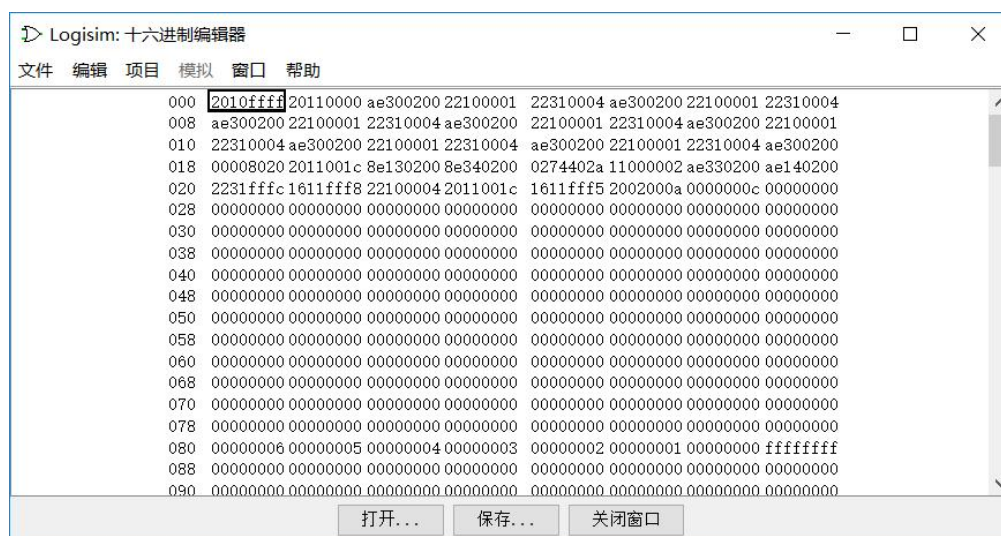 Logisim: 十六进制编辑器
文件 编辑 项目 模拟 窗口 帮助
000 2010ffff 20110000 ae300200 22100001 22310004 ae300200 22100001 22310004
008 ae300200 22100001 22310004 ae300200 22100001 22310004 ae300200 22100001
010 22310004 ae300200 22100001 22310004 ae300200 22100001 22310004 ae300200
018 00008020 2011001c 8e130200 8e340200 0274402a 11000002 ae330200 ae140200
020 2231fffc 1611fff8 22100004 2011001c 1611fff5 2002000a 0000000c 00000000
028 00000000 00000000 00000000 00000000 00000000 00000000 00000000 00000000
030 00000000 00000000 00000000 00000000 00000000 00000000 00000000 00000000
038 00000000 00000000 00000000 00000000 00000000 00000000 00000000 00000000
040 00000000 00000000 00000000 00000000 00000000 00000000 00000000 00000000
048 00000000 00000000 00000000 00000000 00000000 00000000 00000000 00000000
050 00000000 00000000 00000000 00000000 00000000 00000000 00000000 00000000
058 00000000 00000000 00000000 00000000 00000000 00000000 00000000 00000000
060 00000000 00000000 00000000 00000000 00000000 00000000 00000000 00000000
068 00000000 00000000 00000000 00000000 00000000 00000000 00000000 00000000
070 00000000 00000000 00000000 00000000 00000000 00000000 00000000 00000000
078 00000000 00000000 00000000 00000000 00000000 00000000 00000000 00000000
080 00000006 00000005 00000004 00000003 00000002 00000001 00000000 ffffffff
088 00000000 00000000 00000000 00000000 00000000 00000000 00000000 00000000
090 00000000 00000000 00000000 00000000 00000000 00000000 00000000 00000000
打开... 保存... 关闭窗口